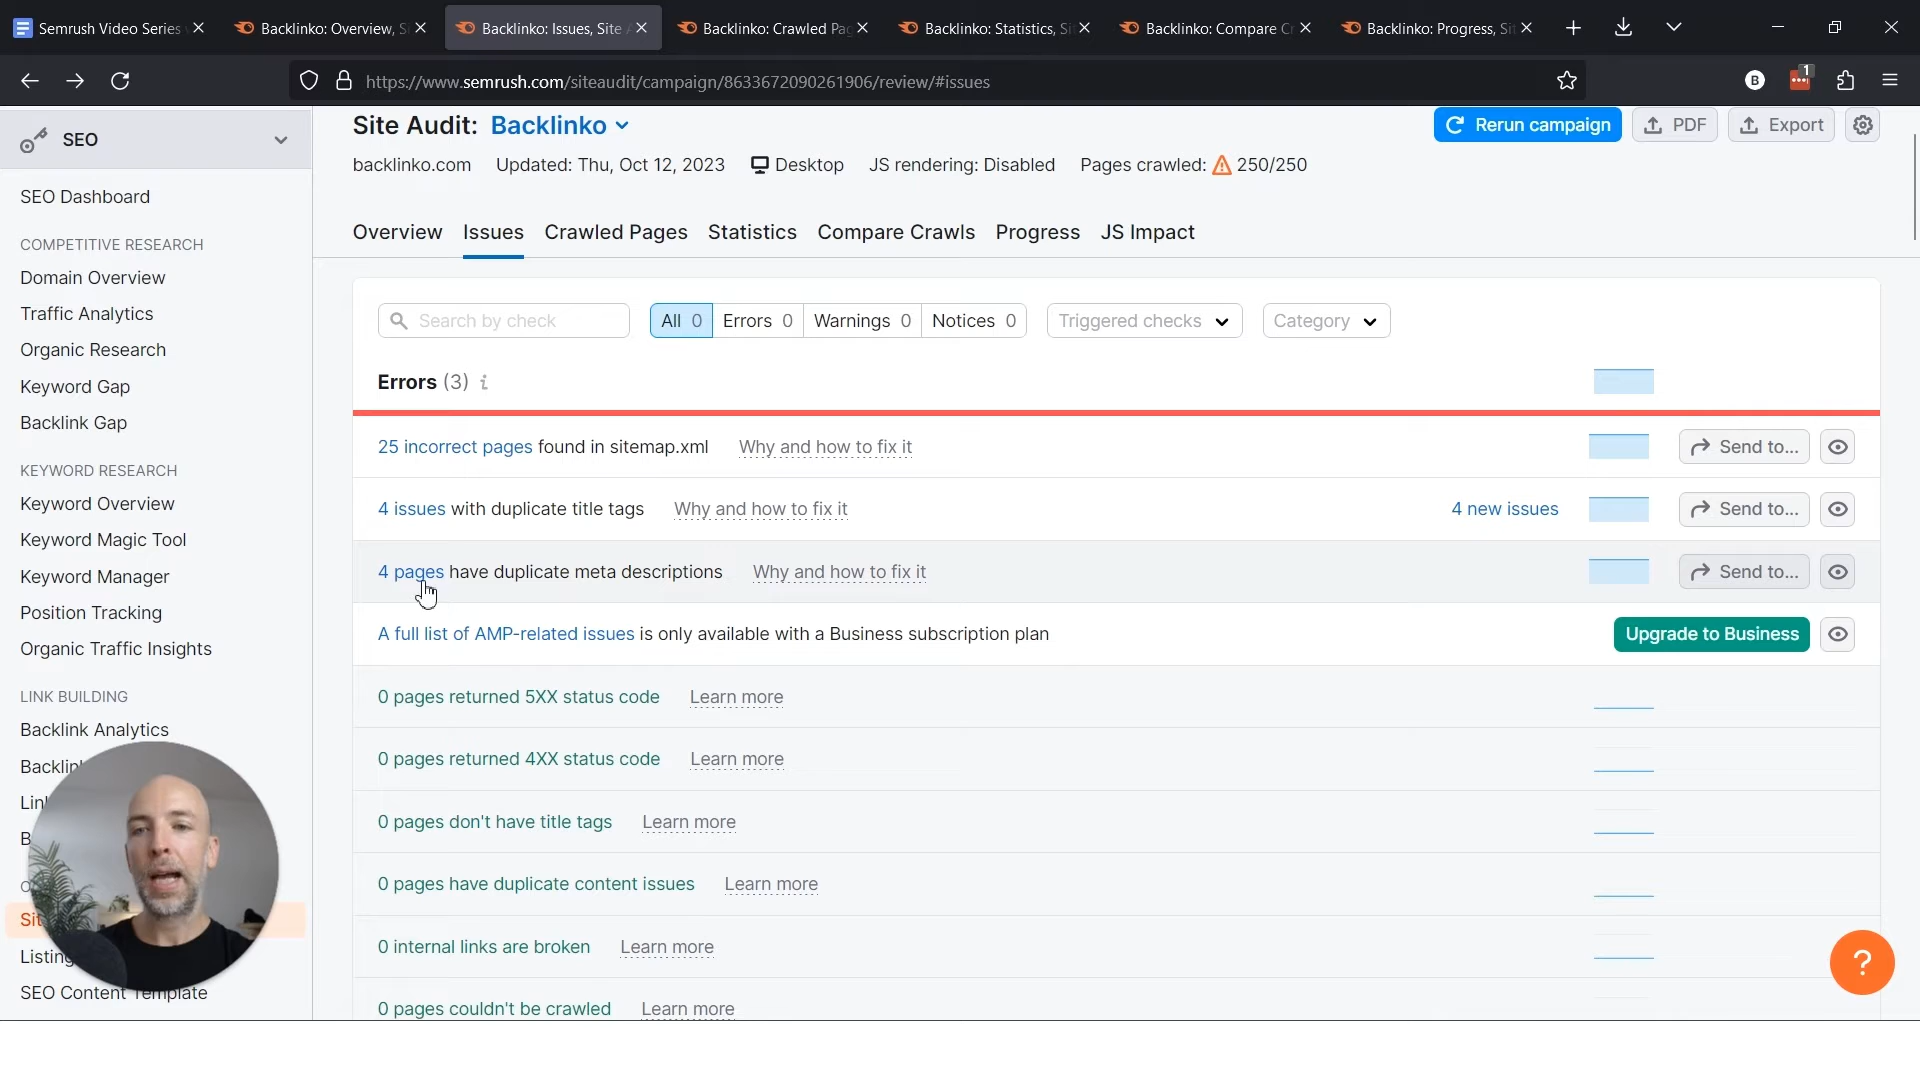 Semrush Video Series
Backlinko: Overview, S
Backlinko: Issues, Site
Backlinko: Crawled Pag
Backlinko: Statistics, Si
Backlinko: Compare Cr
Backlinko: Progress, Sit
https://www.semrush.com/siteaudit/campaign/8633672090261906/review/#issues
B
1
SEO
SEO Dashboard
COMPETITIVE RESEARCH
Domain Overview
Traffic Analytics
Organic Research
Keyword Gap
Backlink Gap
KEYWORD RESEARCH
Keyword Overview
Keyword Magic Tool
Keyword Manager
Position Tracking
Organic Traffic Insights
LINK BUILDING
Backlink Analytics
Backlin
Lin
B
O
Sit
Listing
SEO Content Template
Site Audit: Backlinko
Rerun campaign
PDF
Export
backlinko.com Updated: Thu, Oct 12, 2023 Desktop JS rendering: Disabled Pages crawled: 250/250
Overview Issues Crawled Pages Statistics Compare Crawls Progress JS Impact
Search by check
All 0
Errors 0
Warnings 0
Notices 0
Triggered checks
Category
Errors (3) i
25 incorrect pages found in sitemap.xml Why and how to fix it Send to...
4 issues with duplicate title tags Why and how to fix it 4 new issues Send to...
4 pages have duplicate meta descriptions Why and how to fix it Send to...
A full list of AMP-related issues is only available with a Business subscription plan Upgrade to Business
0 pages returned 5XX status code Learn more
0 pages returned 4XX status code Learn more
0 pages don't have title tags Learn more
0 pages have duplicate content issues Learn more
0 internal links are broken Learn more
0 pages couldn't be crawled Learn more
?